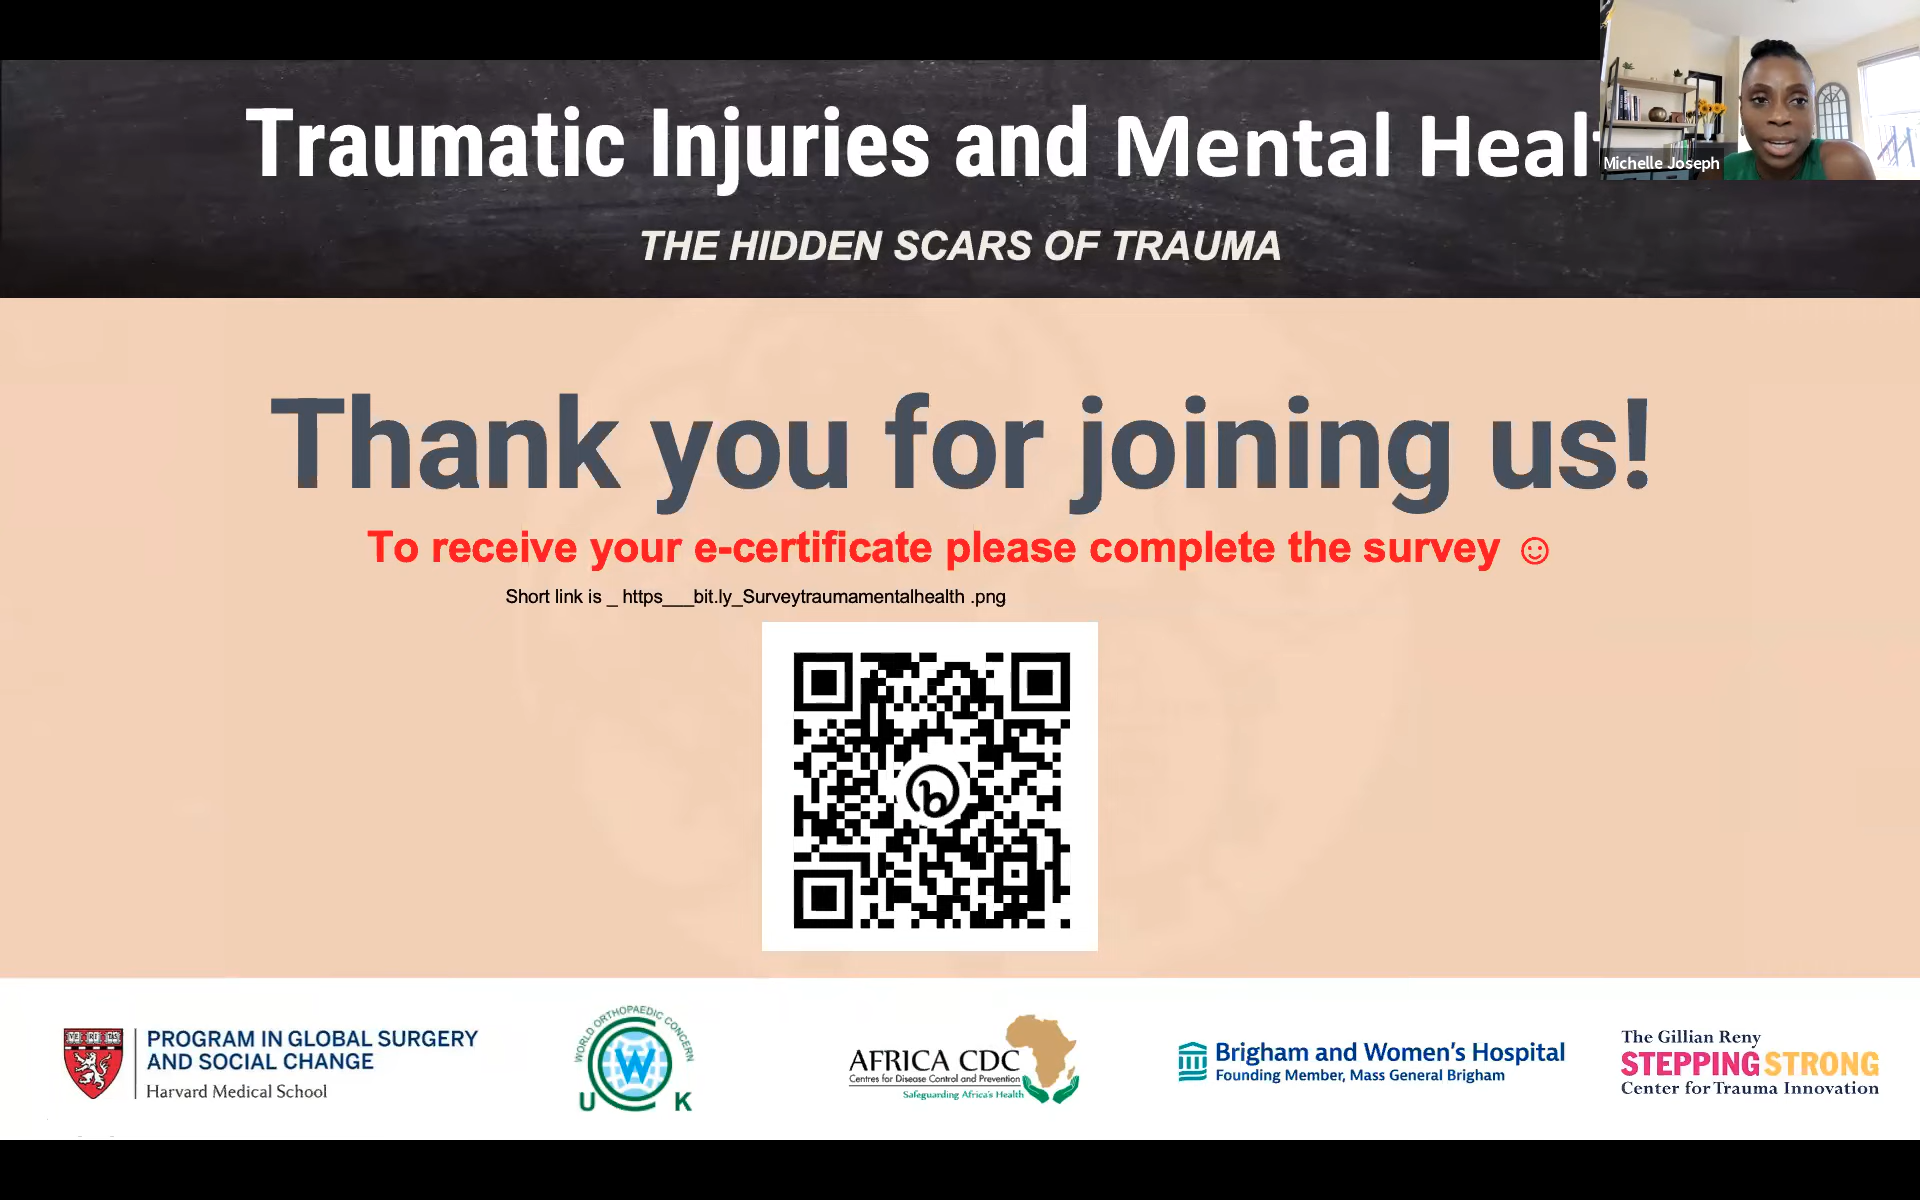 Traumatic Injuries and Mental Heal
Michelle Joseph
THE HIDDEN SCARS OF TRAUMA
Thank you for joining us!
To receive your e-certificate please complete the survey ☺
Short link is _ https___bit.ly_Surveytraumamentalhealth .png
PROGRAM IN GLOBAL SURGERY
AND SOCIAL CHANGE
Harvard Medical School
WORLD ORTHOPAEDIC CONCERN
W
U K
AFRICA CDC
Centres for Disease Control and Prevention
Safeguarding Africa's Health
Brigham and Women's Hospital
Founding Member, Mass General Brigham
The Gillian Reny
STEPPING STRONG
Center for Trauma Innovation